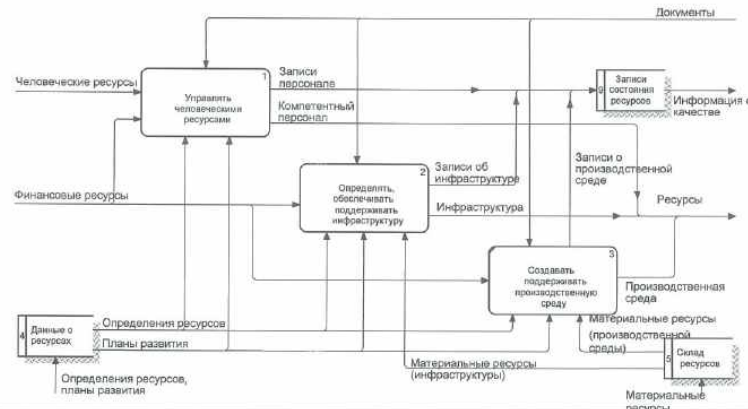 Документы
Человеческие ресурсы
1
Управлять
человеческими
ресурсами
Записи
персонале
Компетентный
персонал
Записи
состояния
ресурсов
Информация о
качестве
Финансовые ресурсы
2
Определять,
обеспечивать
поддерживать
инфраструктуру
Записи об
инфраструктуре
Инфраструктура
Записи о
производственной
среде
Ресурсы
3
Создавать
поддерживать
производственную
среду
Производственная
среда
4
Данные о
ресурсах
Определения ресурсов
Планы развития
Определения ресурсов,
планы развития
Материальные ресурсы
(инфраструктуры)
Материальные ресурсы
(производственной
среды)
5
Склад
ресурсов
Материальные
ресурсы